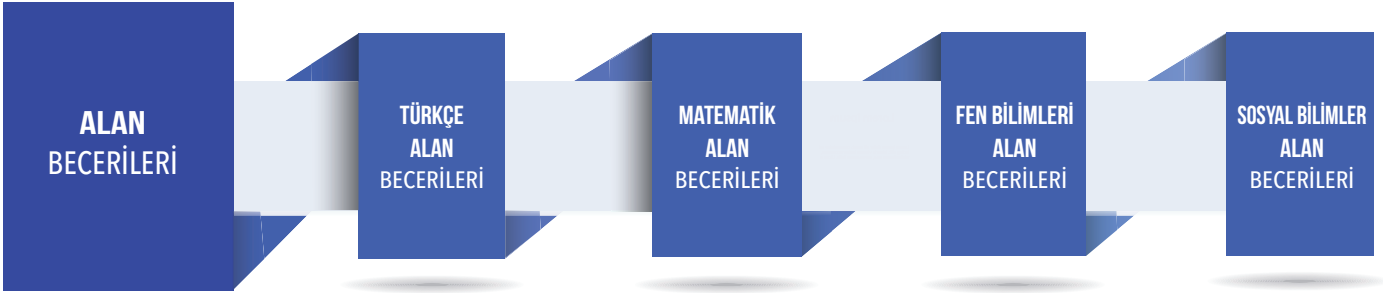 ALAN
BECERİLERİ
TÜRKÇE
ALAN
BECERİLERİ
MATEMATİK
ALAN
BECERİLERİ
FEN BİLİMLERİ
ALAN
BECERİLERİ
SOSYAL BİLİMLER
ALAN
BECERİLERİ